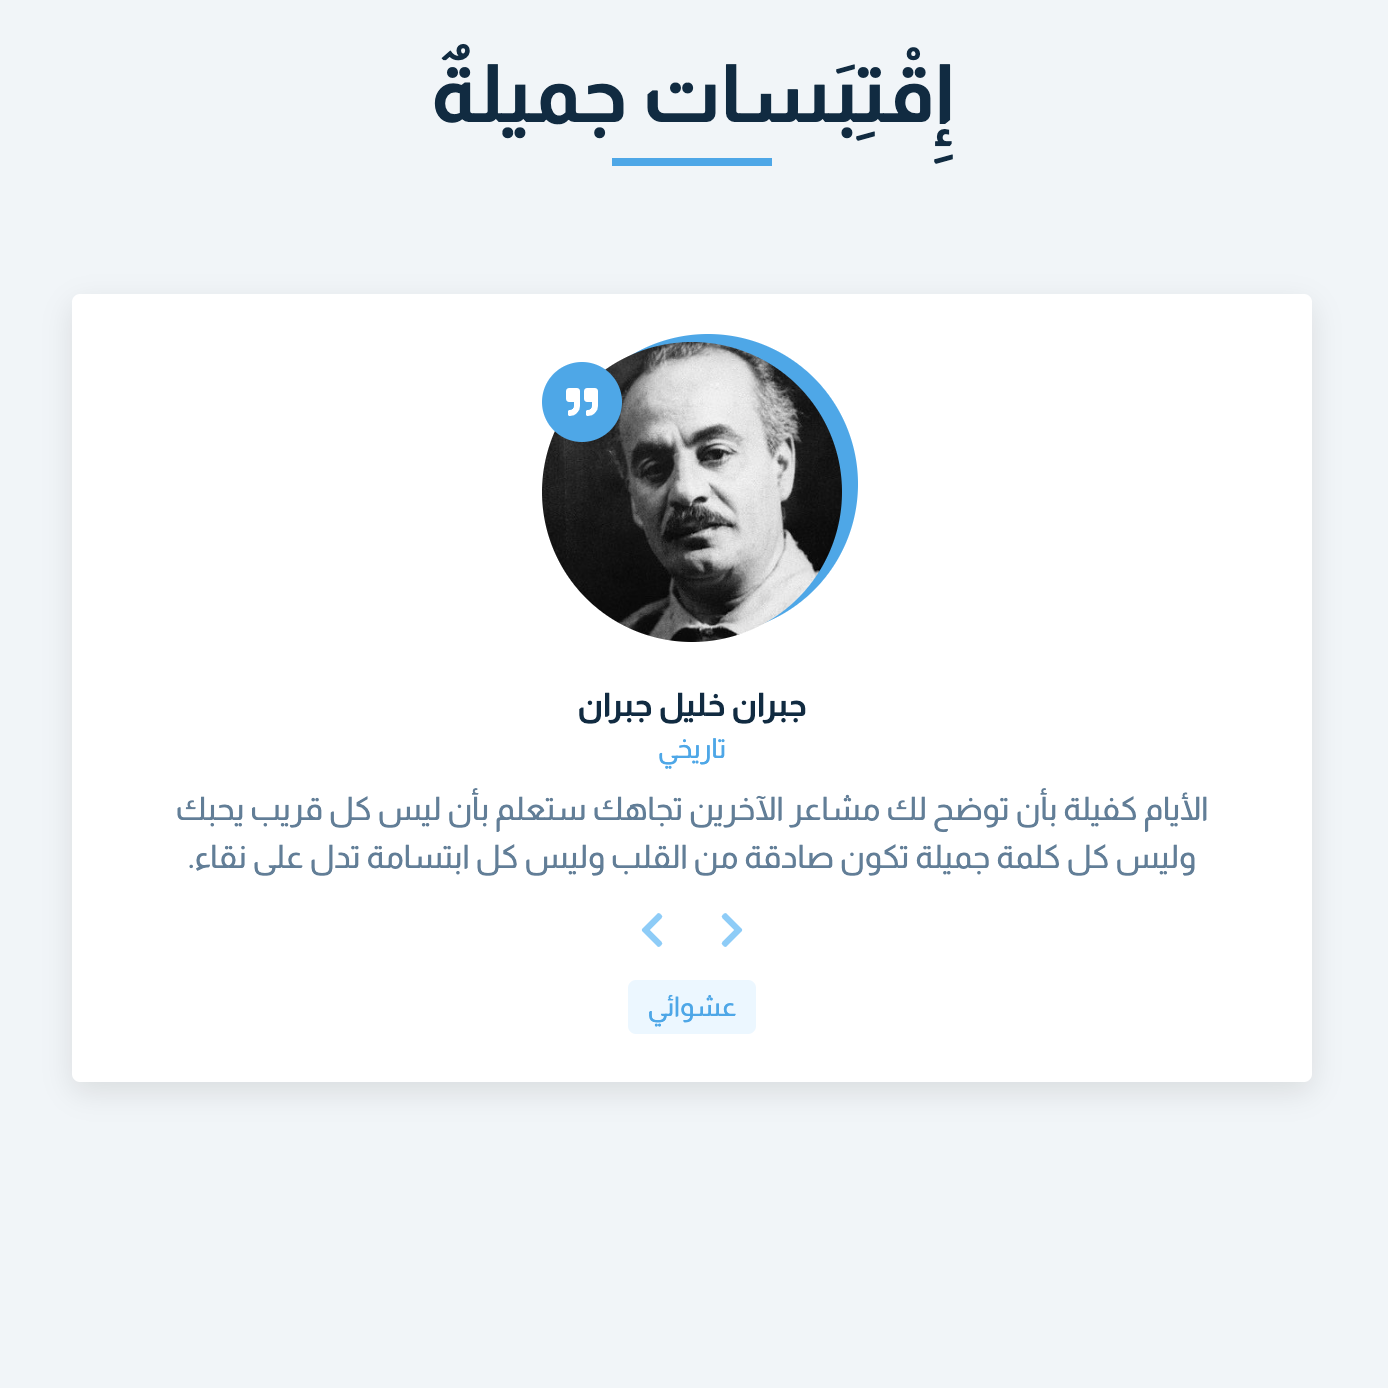 إِقْتِبَسات جميلةٌ
جبران خليل جبران
تاريخي
الأيام كفيلة بأن توضح لك مشاعر الآخرين تجاهك ستعلم بأن ليس كل قريب يحبك
وليس كل كلمة جميلة تكون صادقة من القلب وليس كل ابتسامة تدل على نقاء.
عشوائي